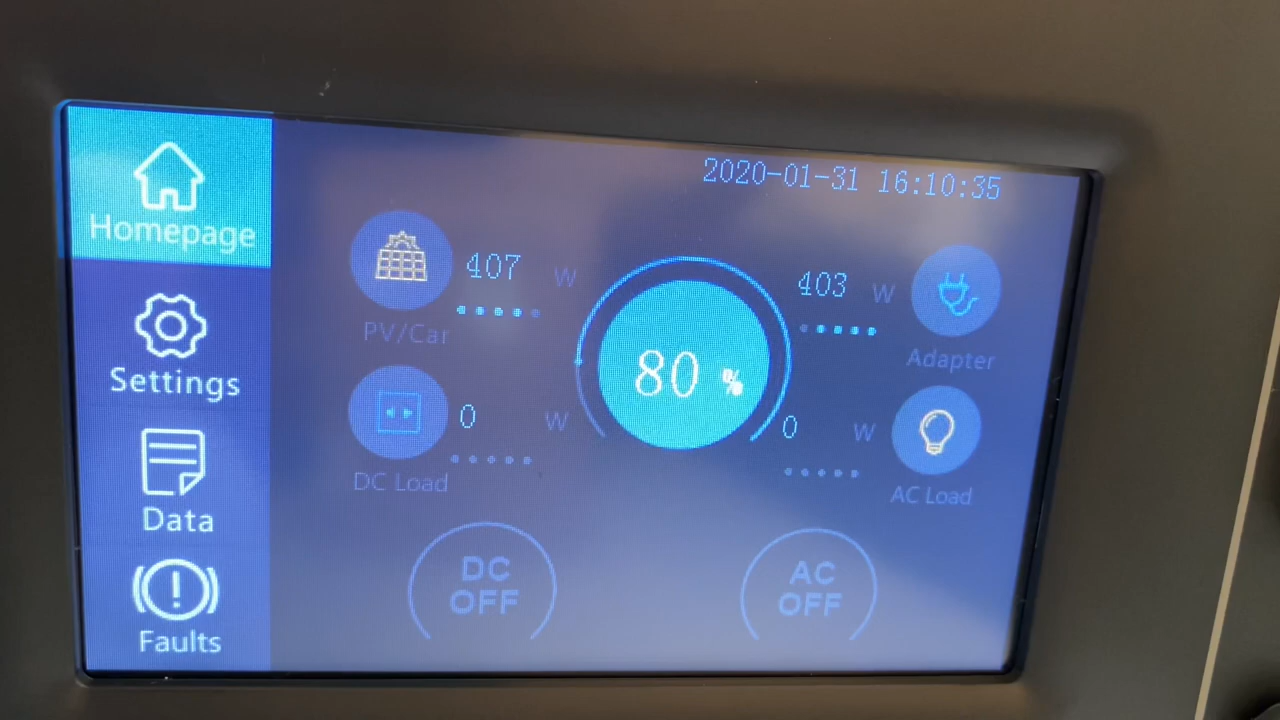 2020-01-31 16:10:35
Homepage
Settings
Data
Faults
407 W
PV/Car
403 W
Adapter
80 %
0 W
DC Load
0 W
AC Load
DC
OFF
AC
OFF